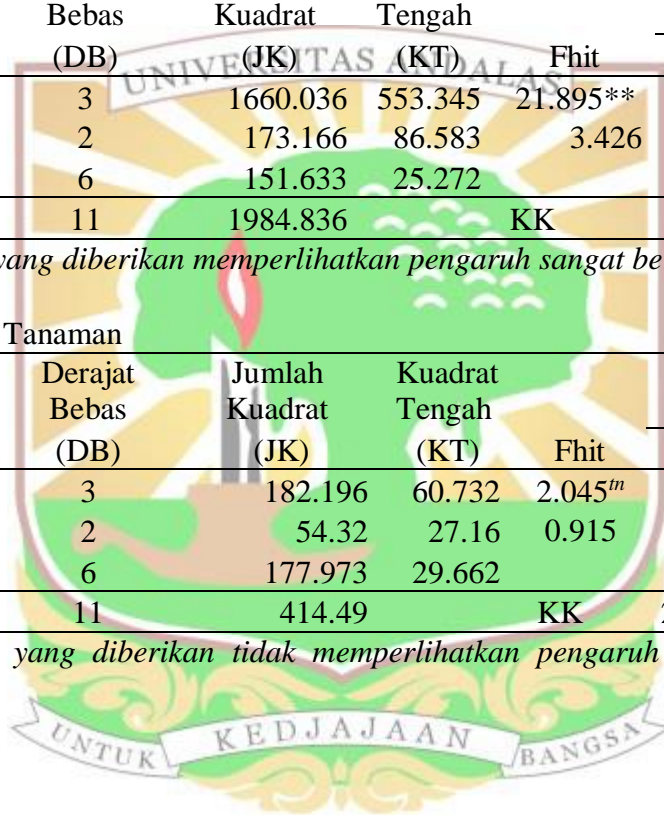 Bebas Kuadrat Tengah
(DB) (JK) (KT) Fhit
UNIVERSITAS ANDALAS
3 1660.036 553.345 21.895**
2 173.166 86.583 3.426
6 151.633 25.272
11 1984.836 KK
yang diberikan memperlihatkan pengaruh sangat be
Tanaman
Derajat Jumlah Kuadrat
Bebas Kuadrat Tengah
(DB) (JK) (KT) Fhit
3 182.196 60.732 2.045tn
2 54.32 27.16 0.915
6 177.973 29.662
11 414.49 KK
yang diberikan tidak memperlihatkan pengaruh
UNTUK KEDJAJAAN BANGSA